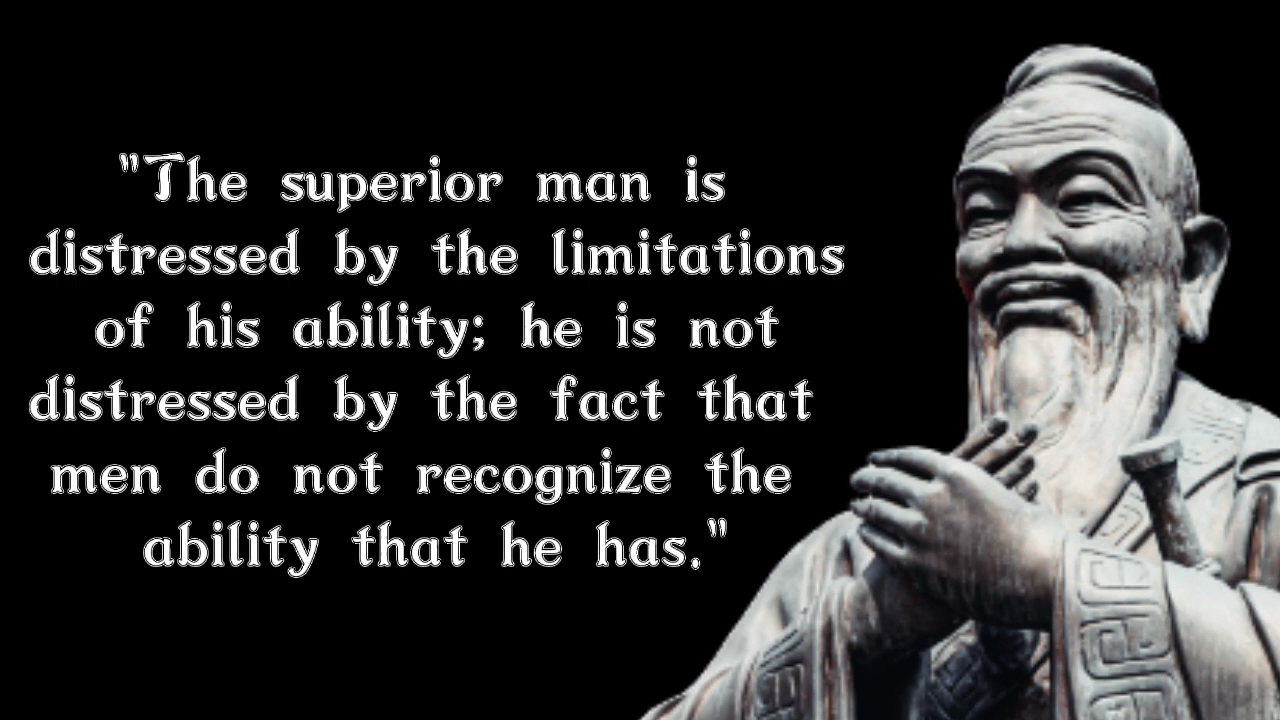 "The superior man is
distressed by the limitations
of his ability; he is not
distressed by the fact that
men do not recognize the
ability that he has."